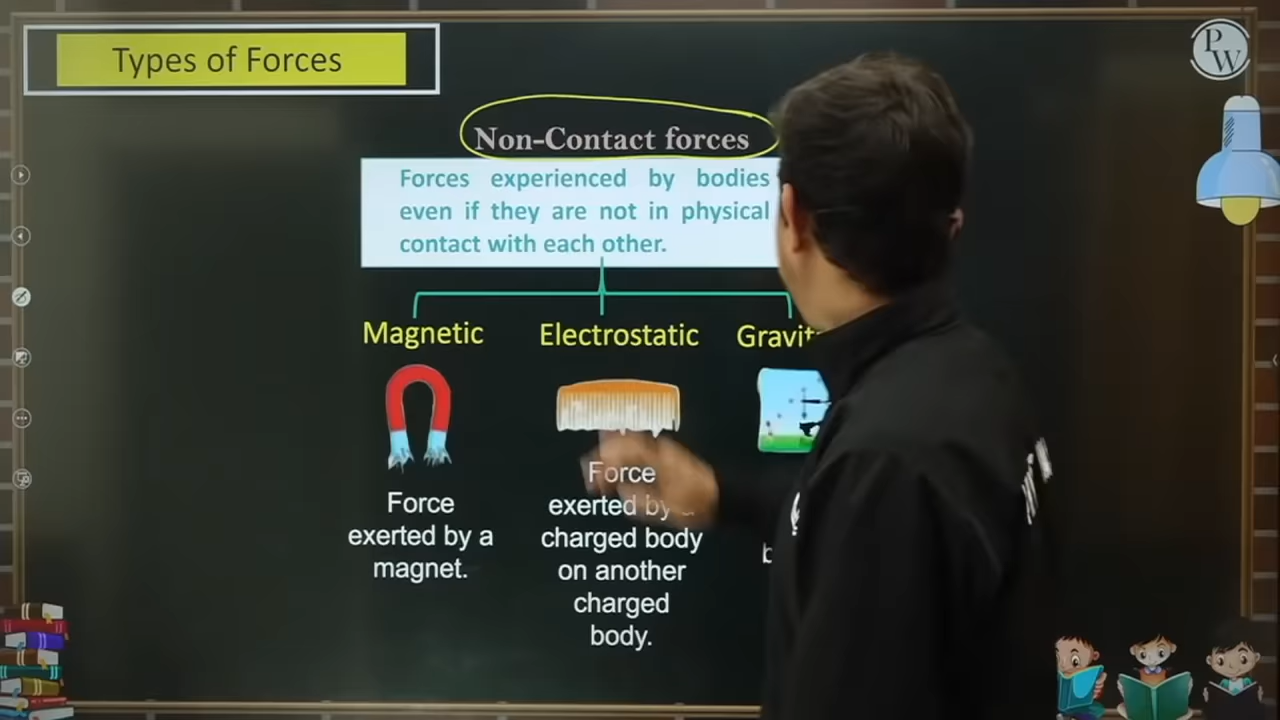 Types of Forces
PW
Non-Contact forces
Forces experienced by bodies
even if they are not in physical
contact with each other.
Magnetic
Electrostatic
Force
exerted by a
magnet.
Force
exerted by
charged body
on another
charged
body.